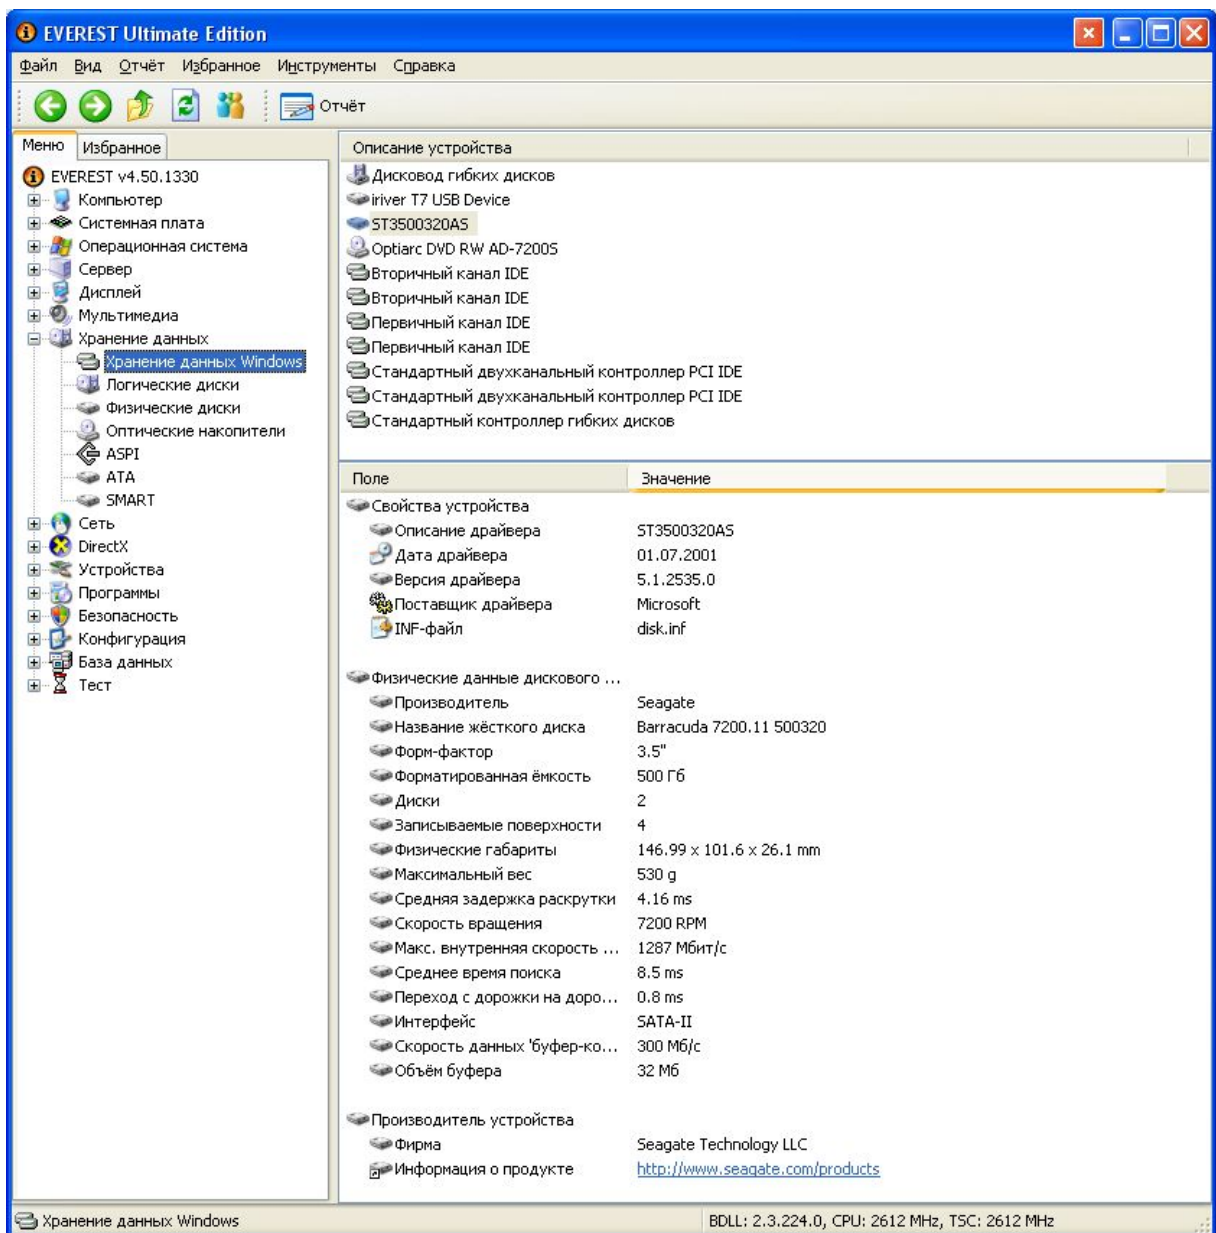 EVEREST Ultimate Edition
Файл Вид Отчёт Избранное Инструменты Справка
Отчёт
Меню Избранное
EVEREST v4.50.1330
Компьютер
Системная плата
Операционная система
Сервер
Дисплей
Мультимедиа
Хранение данных
Хранение данных Windows
Логические диски
Физические диски
Оптические накопители
ASPI
ATA
SMART
Сеть
DirectX
Устройства
Программы
Безопасность
Конфигурация
База данных
Тест
Описание устройства
Дисковод гибких дисков
iriver T7 USB Device
ST3500320AS
Optiarc DVD RW AD-7200S
Вторичный канал IDE
Вторичный канал IDE
Первичный канал IDE
Первичный канал IDE
Стандартный двухканальный контроллер PCI IDE
Стандартный двухканальный контроллер PCI IDE
Стандартный контроллер гибких дисков
Поле Значение
Свойства устройства
Описание драйвера ST3500320AS
Дата драйвера 01.07.2001
Версия драйвера 5.1.2535.0
Поставщик драйвера Microsoft
INF-файл disk.inf
Физические данные дискового ...
Производитель Seagate
Название жёсткого диска Barracuda 7200.11 500320
Форм-фактор 3.5"
Форматированная ёмкость 500 Гб
Диски 2
Записываемые поверхности 4
Физические габариты 146.99 x 101.6 x 26.1 mm
Максимальный вес 530 g
Средняя задержка раскрутки 4.16 ms
Скорость вращения 7200 RPM
Макс. внутренняя скорость ... 1287 Мбит/с
Среднее время поиска 8.5 ms
Переход с дорожки на доро... 0.8 ms
Интерфейс SATA-II
Скорость данных 'буфер-ко... 300 Мб/с
Объём буфера 32 Мб
Производитель устройства
Фирма Seagate Technology LLC
Информация о продукте http://www.seagate.com/products
Хранение данных Windows BDLL: 2.3.224.0, CPU: 2612 MHz, TSC: 2612 MHz